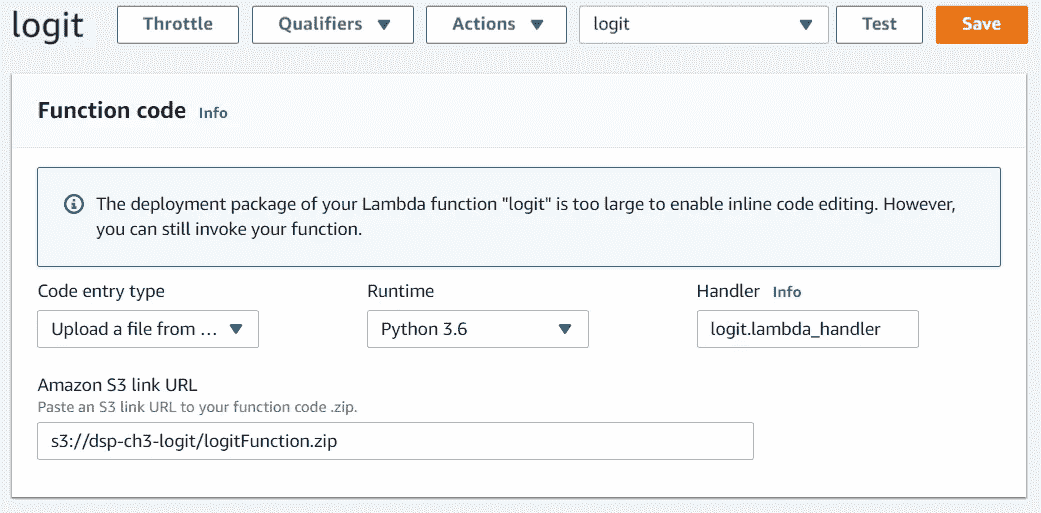 logit
Throttle
Qualifiers
Actions
logit
Test
Save
Function code Info
The deployment package of your Lambda function "logit" is too large to enable inline code editing. However,
you can still invoke your function.
Code entry type
Runtime
Handler Info
Upload a file from ...
Python 3.6
logit.lambda_handler
Amazon S3 link URL
Paste an S3 link URL to your function code .zip.
s3://dsp-ch3-logit/logitFunction.zip